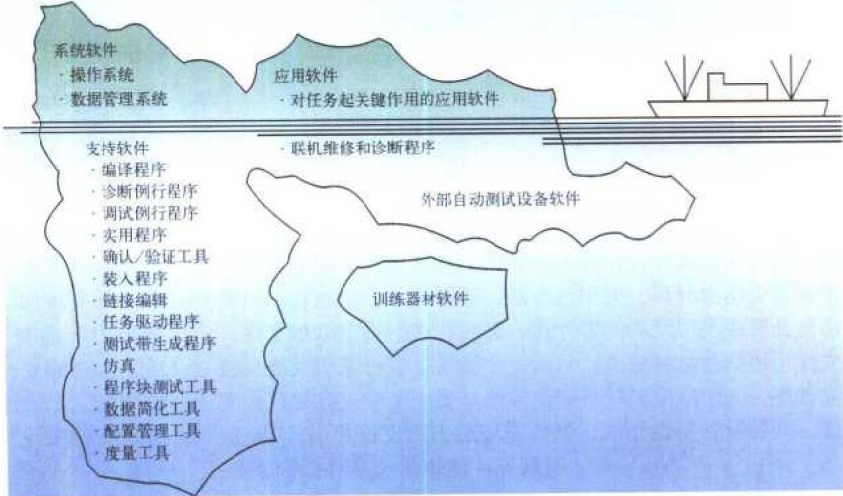 系统软件
· 操作系统
· 数据管理系统
应用软件
· 对任务起关键作用的应用软件
支持软件
· 编译程序
· 诊断例行程序
· 调试例行程序
· 实用程序
· 确认/验证工具
· 装入程序
· 链接编辑
· 任务驱动程序
· 测试带生成程序
· 仿真
· 程序块测试工具
· 数据简化工具
· 配置管理工具
· 度量工具
· 联机维修和诊断程序
外部自动测试设备软件
训练器材软件